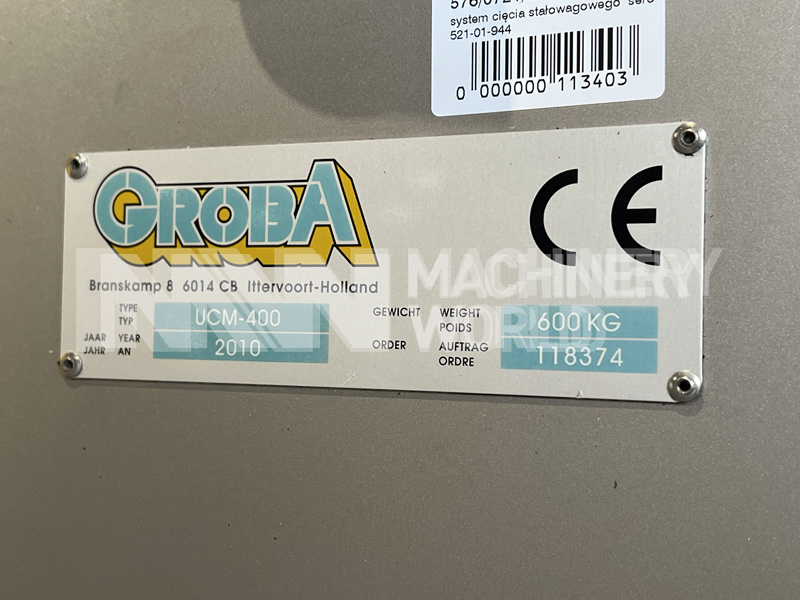 system cięcia stałowagowego
521-01-944
0 000000 113403
GROBA
CE
Branskamp 8 6014 CB Ittervoort-Holland
TYPE TYP UCM-400 GEWICHT WEIGHT POIDS 600 KG
JAAR YEAR JAHR AN 2010 ORDER AUFTRAG ORDRE 118374
MACHINERY
WORLD